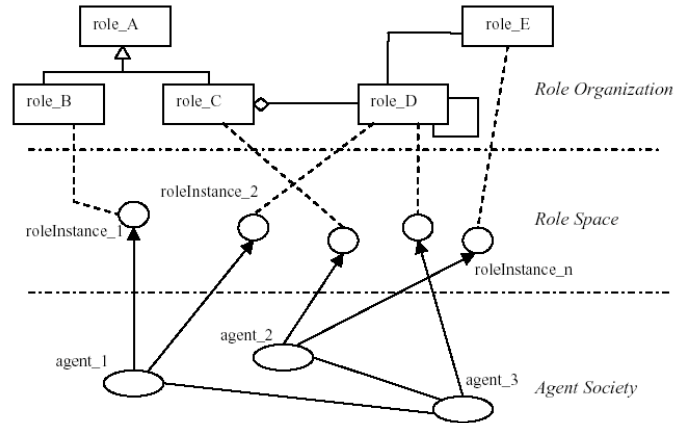 role_A
role_E
role_B
role_C
role_D
Role Organization
roleInstance_2
roleInstance_1
Role Space
roleInstance_n
agent_2
agent_1
agent_3
Agent Society